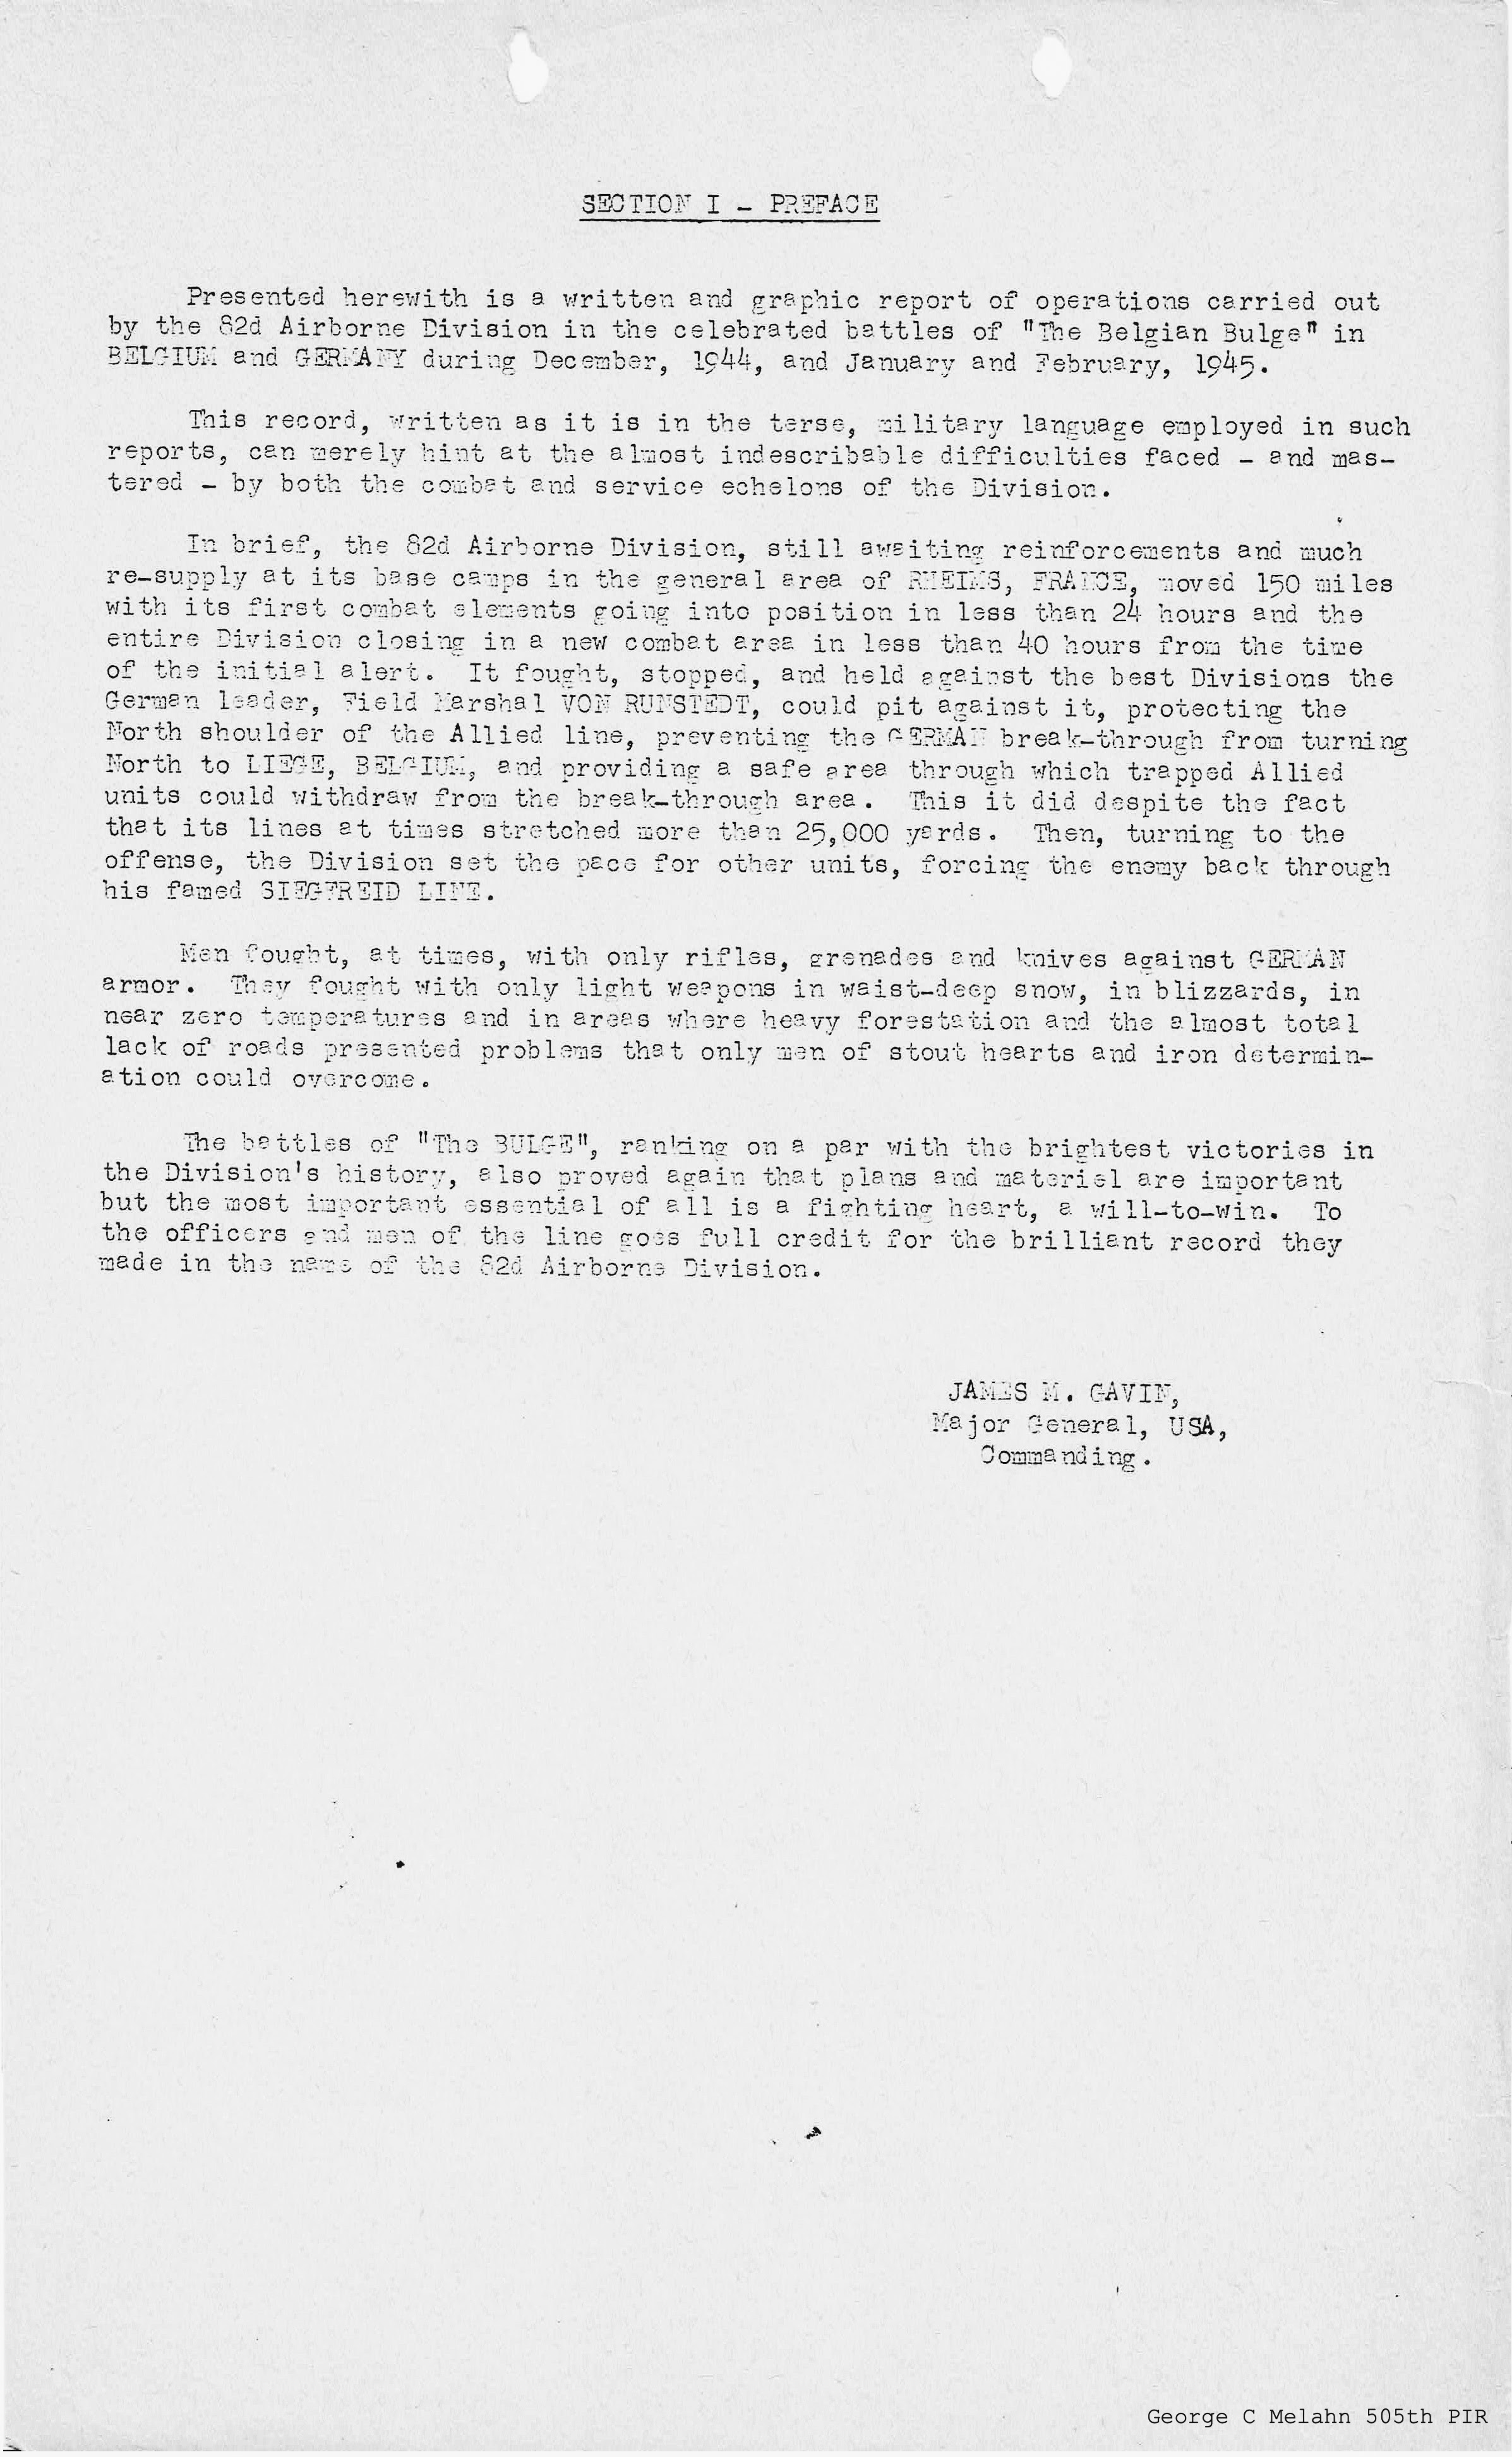 SECTION I - PREFACE
Presented herewith is a written and graphic report of operations carried out
by the 82d Airborne Division in the celebrated battles of "The Belgian Bulge" in
BELGIUM and GERMANY during December, 1944, and January and February, 1945.
This record, written as it is in the terse, military language employed in such
reports, can merely hint at the almost indescribable difficulties faced - and mas-
tered - by both the combat and service echelons of the Division.
In brief, the 82d Airborne Division, still awaiting reinforcements and much
re-supply at its base camps in the general area of RHEIMS, FRANCE, moved 150 miles
with its first combat elements going into position in less than 24 hours and the
entire Division closing in a new combat area in less than 40 hours from the time
of the initial alert. It fought, stopped, and held against the best Divisions the
German leader, Field Marshal VON RUNSTEDT, could pit against it, protecting the
North shoulder of the Allied line, preventing the GERMAN break-through from turning
North to LIEGE, BELGIUM, and providing a safe area through which trapped Allied
units could withdraw from the break-through area. This it did despite the fact
that its lines at times stretched more than 25,000 yards. Then, turning to the
offense, the Division set the pace for other units, forcing the enemy back through
his famed SIEGFREID LINE.
Men fought, at times, with only rifles, grenades and knives against GERMAN
armor. They fought with only light weapons in waist-deep snow, in blizzards, in
near zero temperatures and in areas where heavy forestation and the almost total
lack of roads presented problems that only men of stout hearts and iron determin-
ation could overcome.
The battles of "The BULGE", ranking on a par with the brightest victories in
the Division's history, also proved again that plans and materiel are important
but the most important essential of all is a fighting heart, a will-to-win. To
the officers and men of the line goes full credit for the brilliant record they
made in the name of the 82d Airborne Division.
JAMES M. GAVIN,
Major General, USA,
Commanding.
George C Melahn 505th PIR